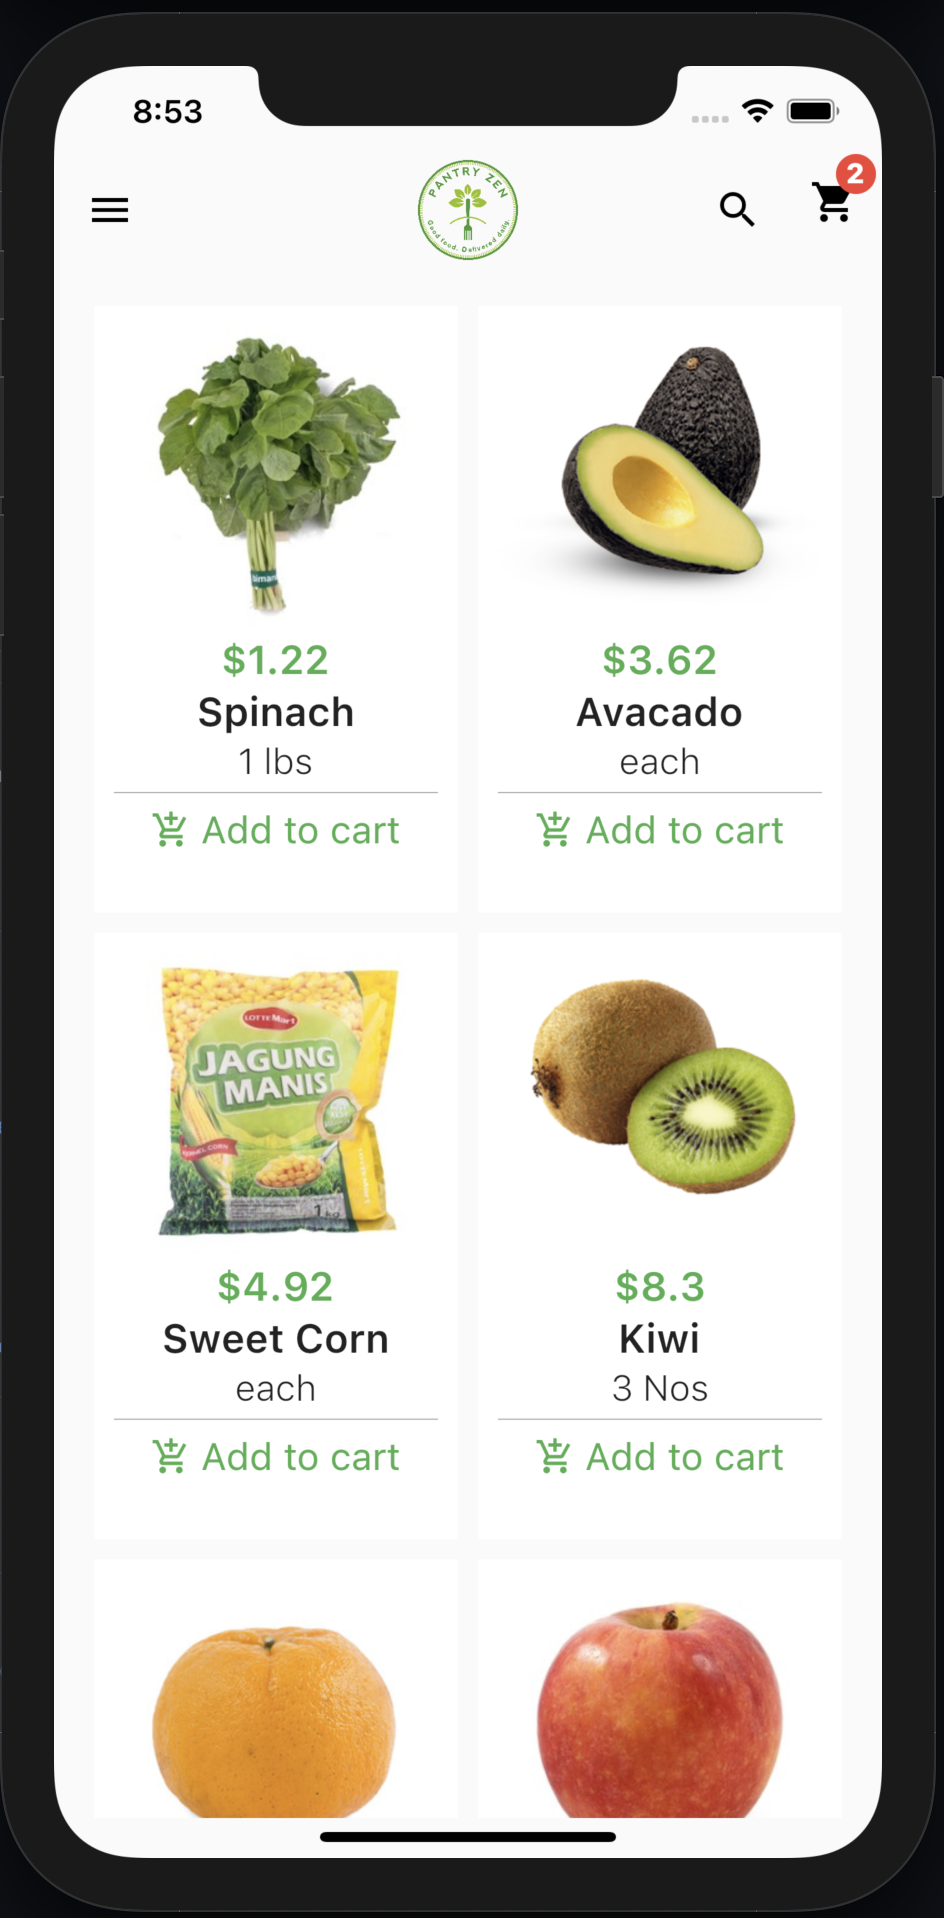 8:53
PANTRY ZEN
Good food. Delivered daily.
2
$1.22
Spinach
1 lbs
Add to cart
$3.62
Avacado
each
Add to cart
LOTTE Mart
JAGUNG
MANIS
$4.92
Sweet Corn
each
Add to cart
$8.3
Kiwi
3 Nos
Add to cart